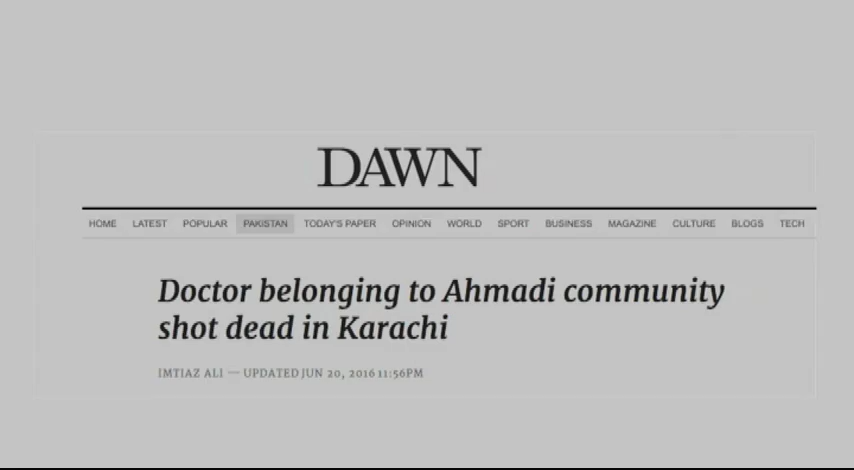 DAWN
HOME LATEST POPULAR PAKISTAN TODAY'S PAPER OPINION WORLD SPORT BUSINESS MAGAZINE CULTURE BLOGS TECH
Doctor belonging to Ahmadi community
shot dead in Karachi
IMTIAZ ALI — UPDATED JUN 20, 2016 11:56PM